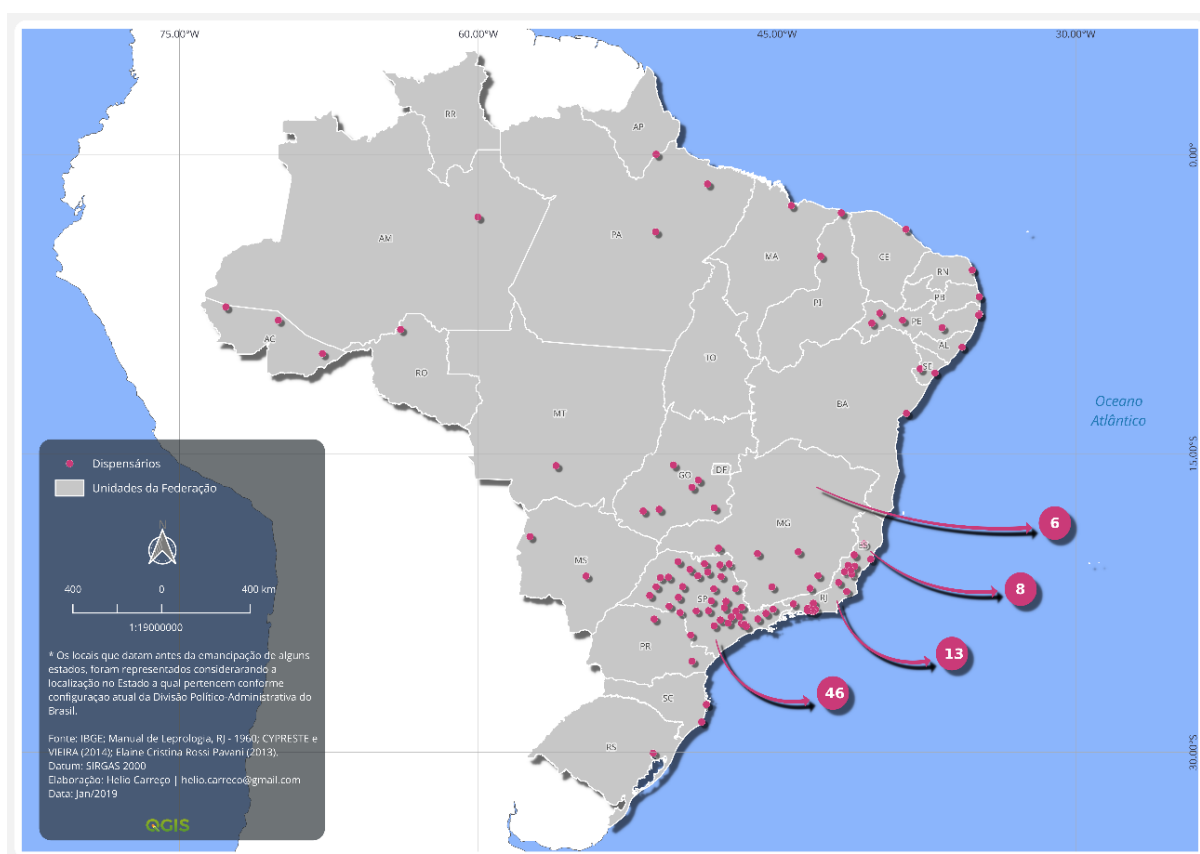 75.00°W 60.00°W 45.00°W 30.00°W
RR
AP
0.00°
AM
PA
MA
CE
RN
PB
PI
PE
AC
AL
SE
RO
TO
BA
Oceano
Atlântico
MT
15.00°S
GO
DF
MG
6
ES
MS
8
SP
RJ
13
PR
46
SC
RS
30.00°S
Dispensários
Unidades da Federação
N
400 0 400 km
1:19000000
* Os locais que datam antes da emancipação de alguns
estados, foram representados considerando a
localização no Estado a qual pertencem conforme
configuraçao atual da Divisão Político-Administrativa do
Brasil.
Fonte: IBGE; Manual de Leprologia, RJ - 1960; CYPRESTE e
VIEIRA (2014); Elaine Cristina Rossi Pavani (2013).
Datum: SIRGAS 2000
Elaboração: Helio Carreço | helio.carreco@gmail.com
Data: Jan/2019
QGIS